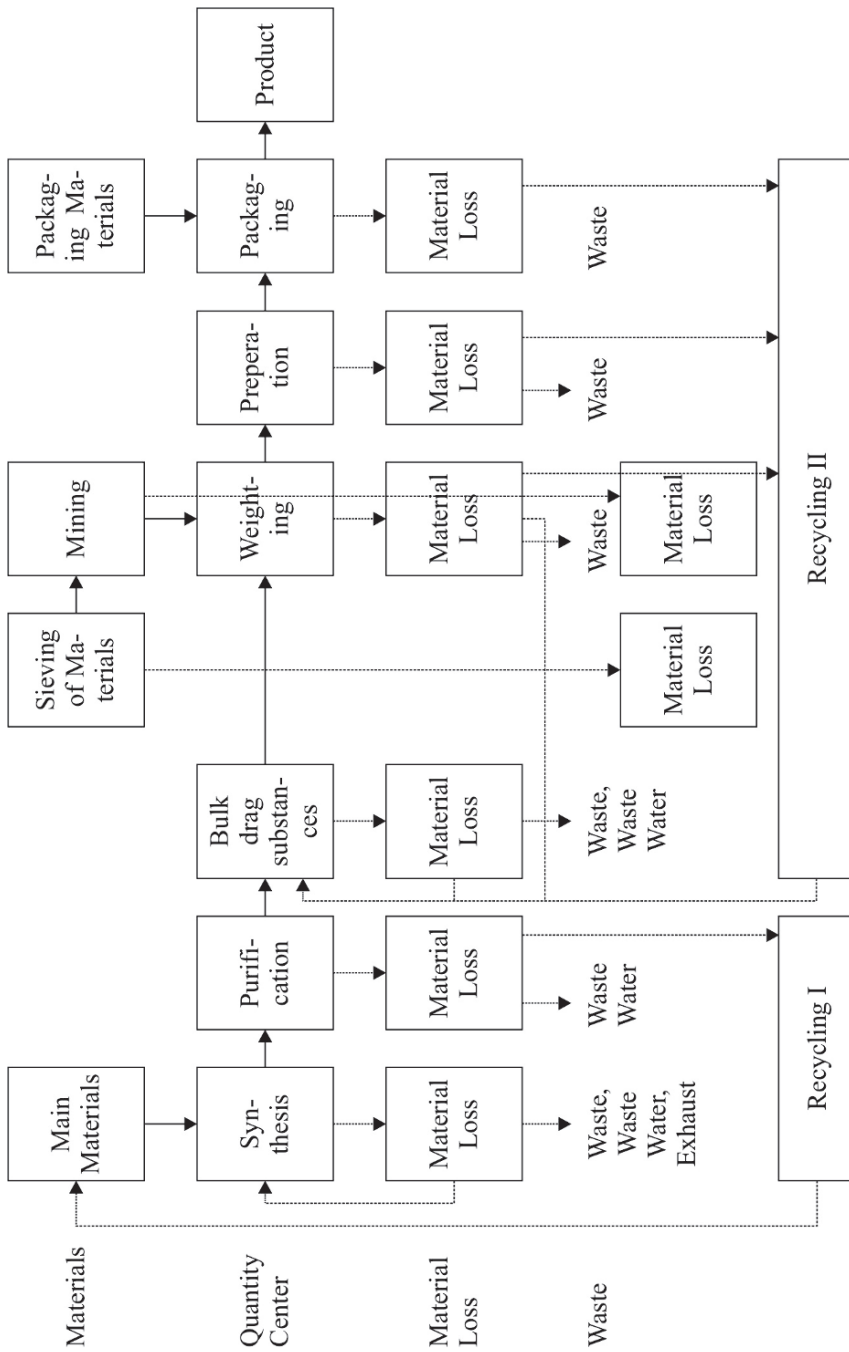 Materials
Main
Materials
Sieving
of Ma-
terials
Mining
Packag-
ing Ma-
terials
Quantity
Center
Syn-
thesis
Purifi-
cation
Bulk
drag
substan-
ces
Weight-
ing
Prepera-
tion
Packag-
ing
Product
Material
Loss
Material
Loss
Material
Loss
Material
Loss
Material
Loss
Material
Loss
Material
Loss
Waste
Waste,
Waste
Water,
Exhaust
Waste
Water
Waste,
Waste
Water
Waste
Waste
Waste
Material
Loss
Material
Loss
Recycling I
Recycling II